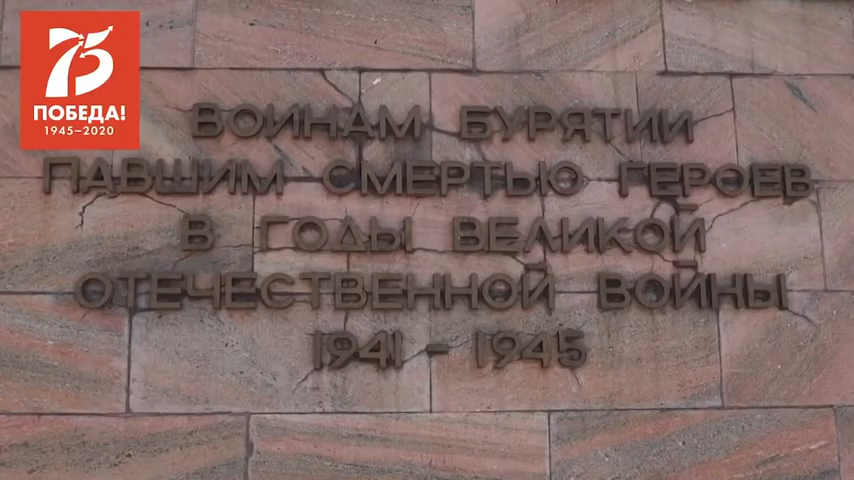 75
ПОБЕДА!
1945–2020
ВОИНАМ БУРЯТИИ
ПАВШИМ СМЕРТЬЮ ГЕРОЕВ
В ГОДЫ ВЕЛИКОЙ
ОТЕЧЕСТВЕННОЙ ВОЙНЫ
1941 - 1945